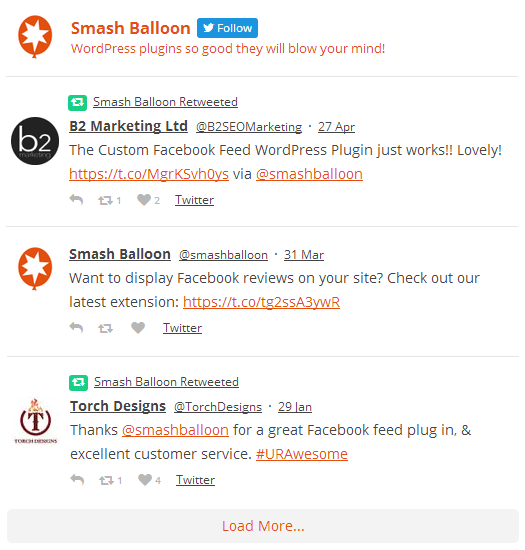 Smash Balloon Follow
WordPress plugins so good they will blow your mind!
Smash Balloon Retweeted
b2
marketing
B2 Marketing Ltd @B2SEOMarketing · 27 Apr
The Custom Facebook Feed WordPress Plugin just works!! Lovely!
https://t.co/MgrKSvh0ys via @smashballoon
1 2 Twitter
Smash Balloon @smashballoon · 31 Mar
Want to display Facebook reviews on your site? Check out our
latest extension: https://t.co/tg2ssA3ywR
Twitter
Smash Balloon Retweeted
T
TORCH DESIGNS
Torch Designs @TorchDesigns · 29 Jan
Thanks @smashballoon for a great Facebook feed plug in, &
excellent customer service. #URAwesome
1 4 Twitter
Load More...